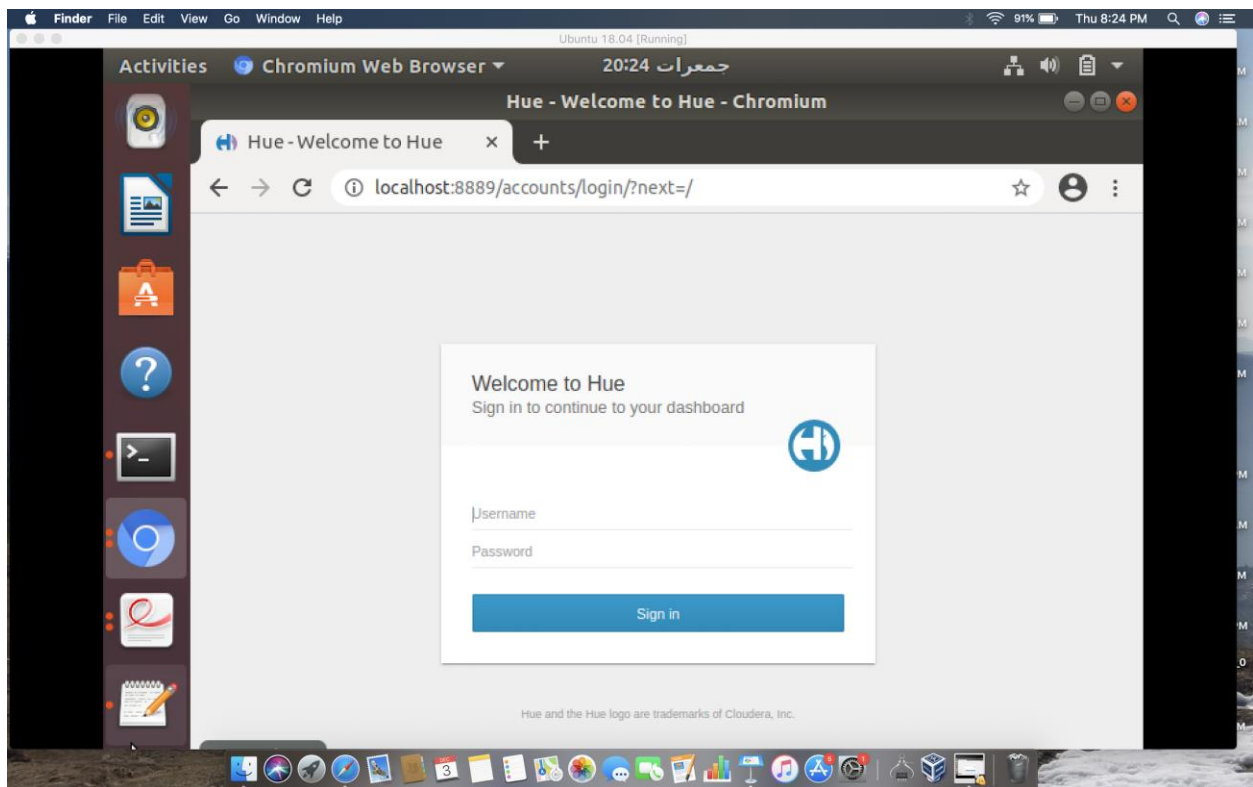 Finder File Edit View Go Window Help 91% Thu 8:24 PM
Ubuntu 18.04 [Running]
Activities Chromium Web Browser جمعرات 20:24
Hue - Welcome to Hue - Chromium
Hue - Welcome to Hue
localhost:8889/accounts/login/?next=/
Welcome to Hue
Sign in to continue to your dashboard
Username
Password
Sign in
Hue and the Hue logo are trademarks of Cloudera, Inc.